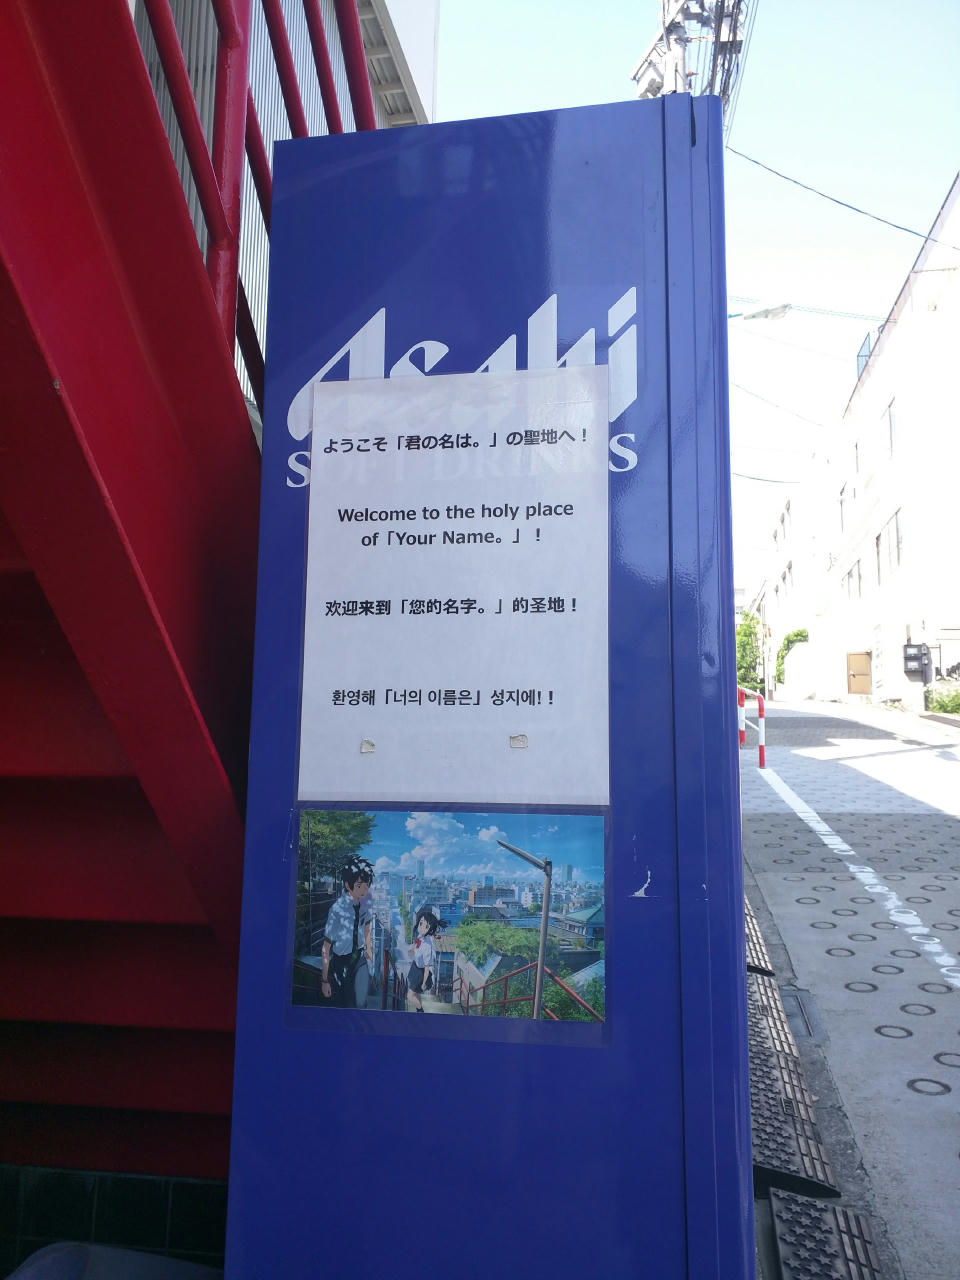 Asahi
SOFT DRINKS
ようこそ「君の名は。」の聖地へ！
Welcome to the holy place
of「Your Name。」！
欢迎来到「您的名字。」的圣地！
환영해「너의 이름은」성지에!！